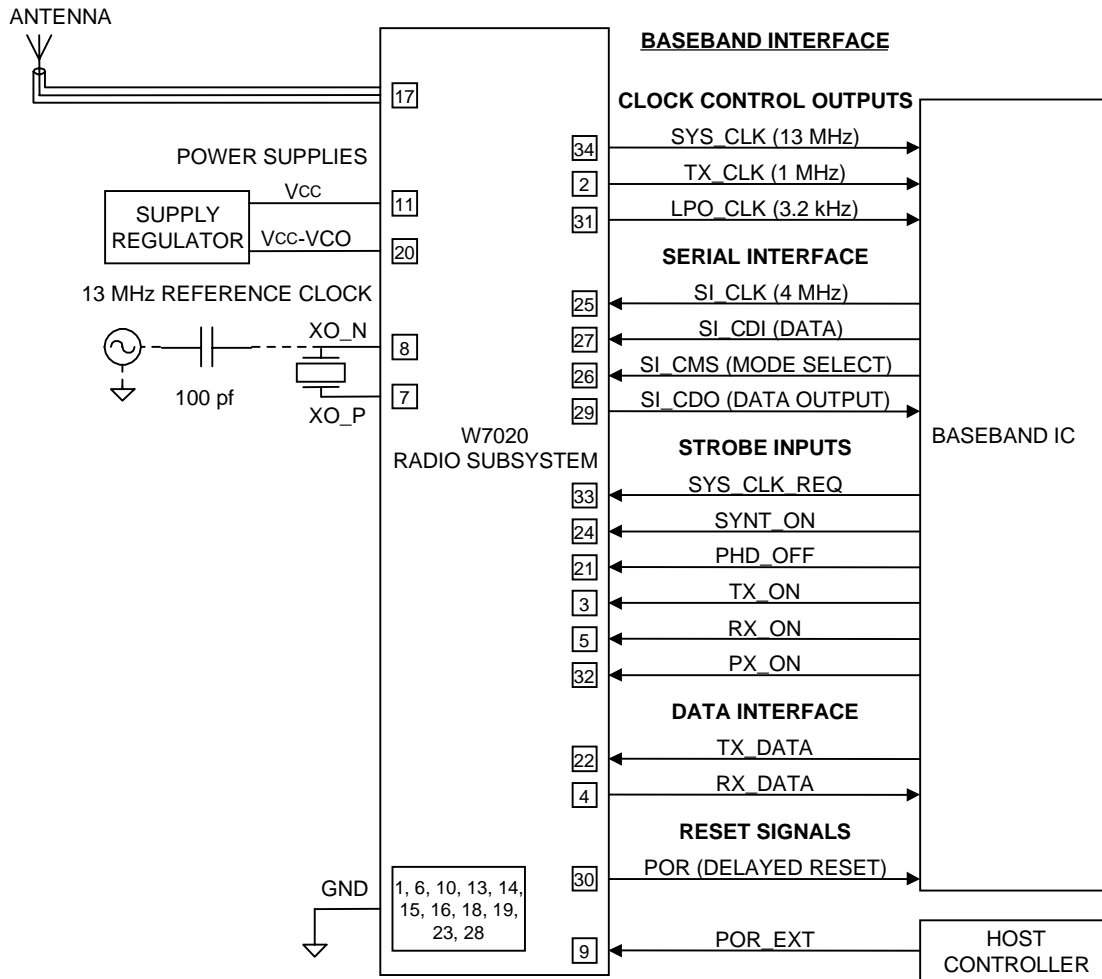 ANTENNA
BASEBAND INTERFACE
17
CLOCK CONTROL OUTPUTS
34
SYS_CLK (13 MHz)
2
TX_CLK (1 MHz)
31
LPO_CLK (3.2 kHz)
POWER SUPPLIES
SUPPLY
REGULATOR
VCC
11
VCC-VCO
20
SERIAL INTERFACE
25
SI_CLK (4 MHz)
27
SI_CDI (DATA)
26
SI_CMS (MODE SELECT)
29
SI_CDO (DATA OUTPUT)
13 MHz REFERENCE CLOCK
XO_N
8
100 pf
XO_P
7
W7020
RADIO SUBSYSTEM
BASEBAND IC
STROBE INPUTS
33
SYS_CLK_REQ
24
SYNT_ON
21
PHD_OFF
3
TX_ON
5
RX_ON
32
PX_ON
DATA INTERFACE
22
TX_DATA
4
RX_DATA
RESET SIGNALS
30
POR (DELAYED RESET)
GND
1, 6, 10, 13, 14,
15, 16, 18, 19,
23, 28
9
POR_EXT
HOST
CONTROLLER